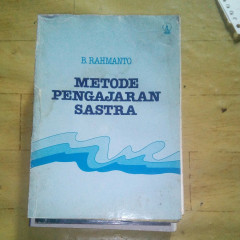 B. RAHMANTO
METODE
PENGAJARAN
SASTRA